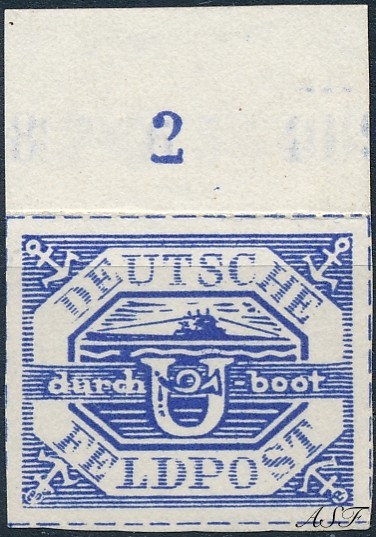 2
DEUTSCHE
durch U-boot
FELDPOST
ASF